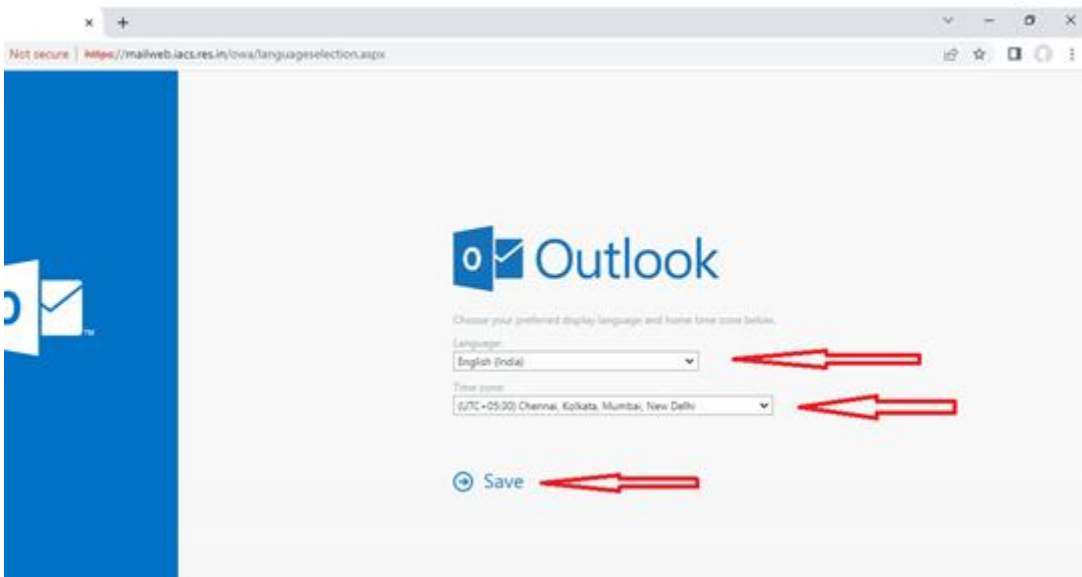 Not secure | https://mailweb.iacs.res.in/owa/languageselection.aspx
Outlook
Choose your preferred display language and home time zone below.
Language:
English (India)
Time zone:
(UTC+05:30) Chennai, Kolkata, Mumbai, New Delhi
Save
TM